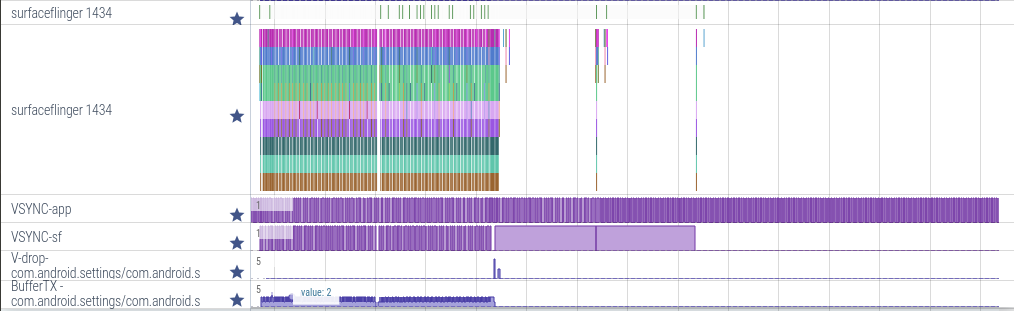 surfaceflinger 1434
surfaceflinger 1434
VSYNC-app
1
VSYNC-sf
1
V-drop-
com.android.settings/com.android.s
5
BufferTX -
com.android.settings/com.android.s
5
value: 2